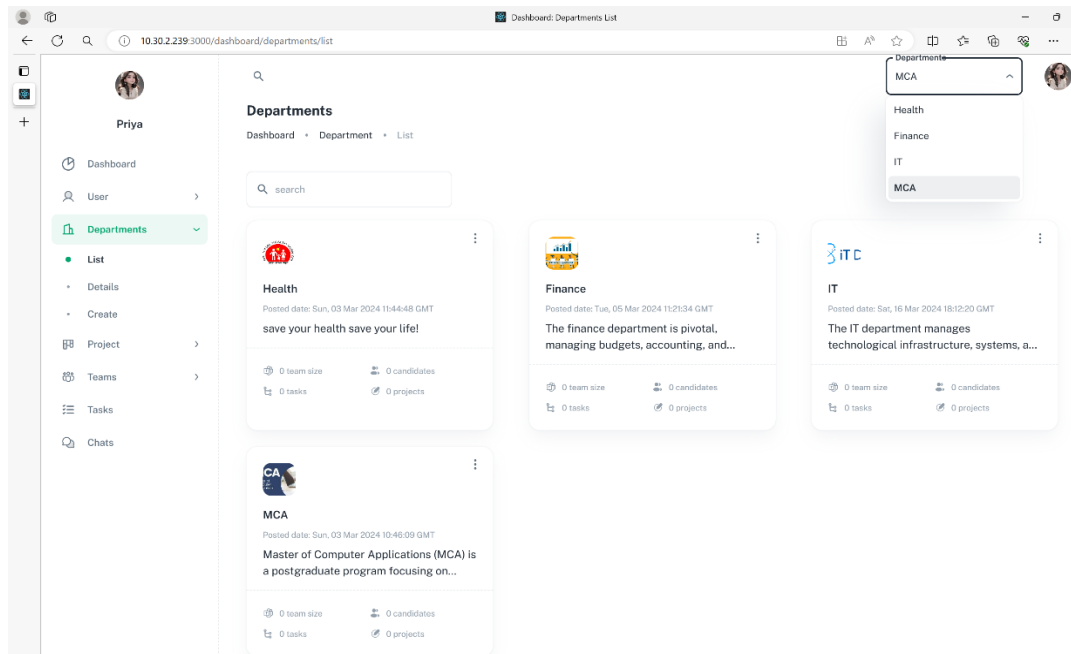 Dashboard: Departments List
10.30.2.239:3000/dashboard/departments/list
Priya
Dashboard
User
Departments
List
Details
Create
Project
Teams
Tasks
Chats
Departments
MCA
Health
Finance
IT
MCA
Departments
Dashboard • Department • List
search
Health
Posted date: Sun, 03 Mar 2024 11:44:48 GMT
save your health save your life!
0 team size 0 candidates
0 tasks 0 projects
Finance
Posted date: Tue, 05 Mar 2024 11:21:34 GMT
The finance department is pivotal,
managing budgets, accounting, and...
0 team size 0 candidates
0 tasks 0 projects
iT D
IT
Posted date: Sat, 16 Mar 2024 18:12:20 GMT
The IT department manages
technological infrastructure, systems, a...
0 team size 0 candidates
0 tasks 0 projects
CA
MCA
Posted date: Sun, 03 Mar 2024 10:46:09 GMT
Master of Computer Applications (MCA) is
a postgraduate program focusing on...
0 team size 0 candidates
0 tasks 0 projects